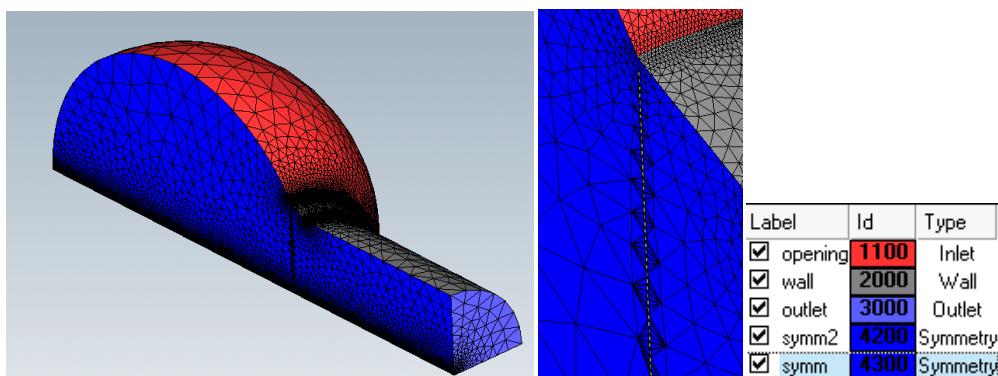 Label Id Type
opening 1100 Inlet
wall 2000 Wall
outlet 3000 Outlet
symm2 4200 Symmetry
symm 4300 Symmetry